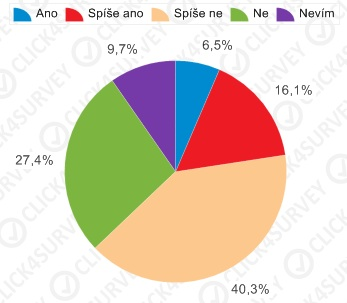 Ano Spíše ano Spíše ne Ne Nevím
9,7% 6,5%
16,1%
27,4%
40,3%
CLICK4SURVEY